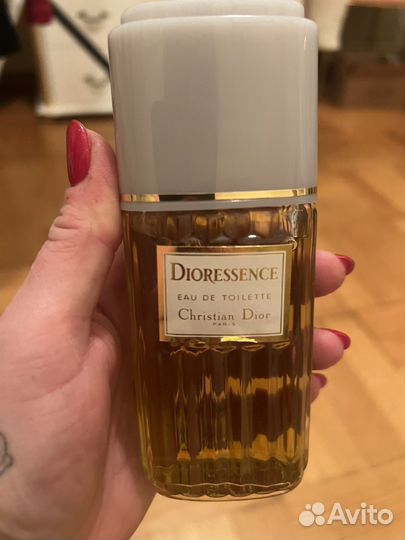 DIORESSENCE
EAU DE TOILETTE
Christian Dior
PARIS
Avito